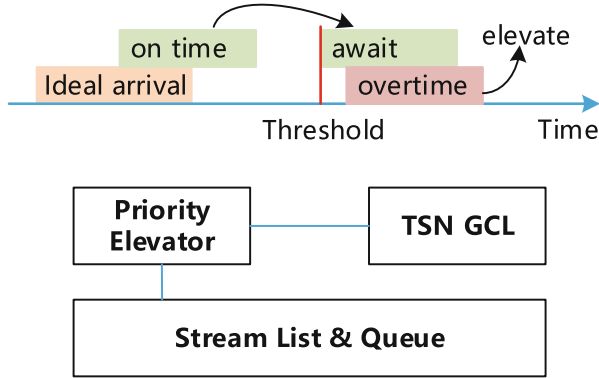 on time
await
elevate
Ideal arrival
overtime
Threshold
Time
Priority
Elevator
TSN GCL
Stream List & Queue